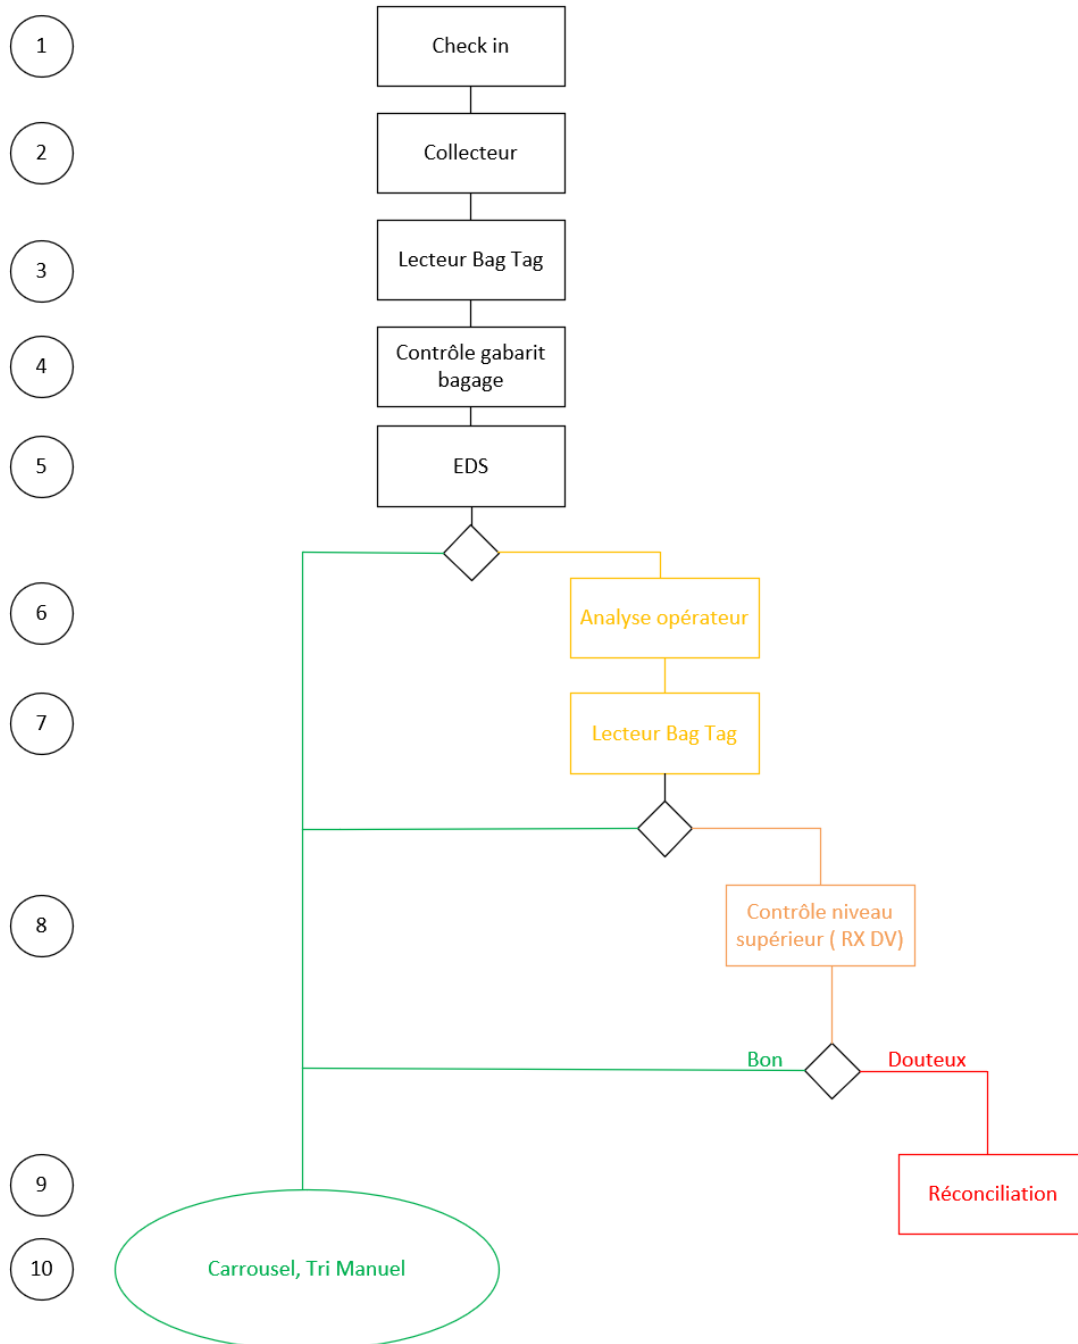 1
Check in
2
Collecteur
3
Lecteur Bag Tag
4
Contrôle gabarit
bagage
5
EDS
6
Analyse opérateur
7
Lecteur Bag Tag
8
Contrôle niveau
supérieur ( RX DV)
Bon
Douteux
9
Réconciliation
10
Carrousel, Tri Manuel